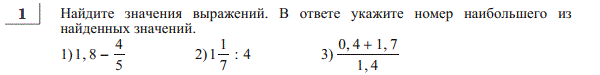 1 Найдите значения выражений. В ответе укажите номер наибольшего из
найденных значений.
1) 1,8 − 4/5 2) 1 1/7 : 4 3) (0,4 + 1,7)/1,4